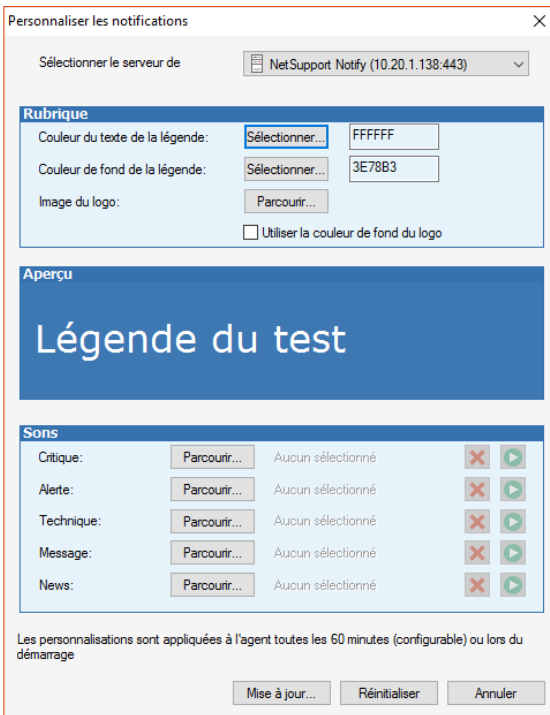 Personnaliser les notifications
Sélectionner le serveur de NetSupport Notify (10.20.1.138:443)
Rubrique
Couleur du texte de la légende: Sélectionner... FFFFFF
Couleur de fond de la légende: Sélectionner... 3E78B3
Image du logo: Parcourir...
Utiliser la couleur de fond du logo
Aperçu
Légende du test
Sons
Critique: Parcourir... Aucun sélectionné
Alerte: Parcourir... Aucun sélectionné
Technique: Parcourir... Aucun sélectionné
Message: Parcourir... Aucun sélectionné
News: Parcourir... Aucun sélectionné
Les personnalisations sont appliquées à l'agent toutes les 60 minutes (configurable) ou lors du
démarrage
Mise à jour... Réinitialiser Annuler